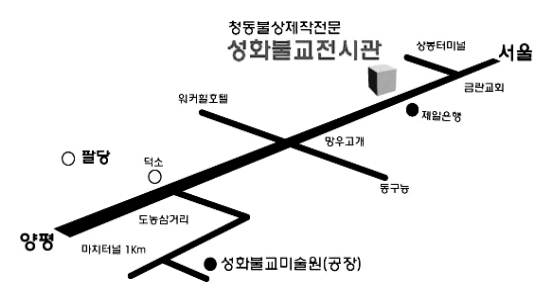 청동불상제작전문
성화불교전시관
상봉터미널
서울
금란교회
워커힐호텔
제일은행
망우고개
팔당
덕소
동구능
도농삼거리
양평
마치터널 1Km
성화불교미술원(공장)